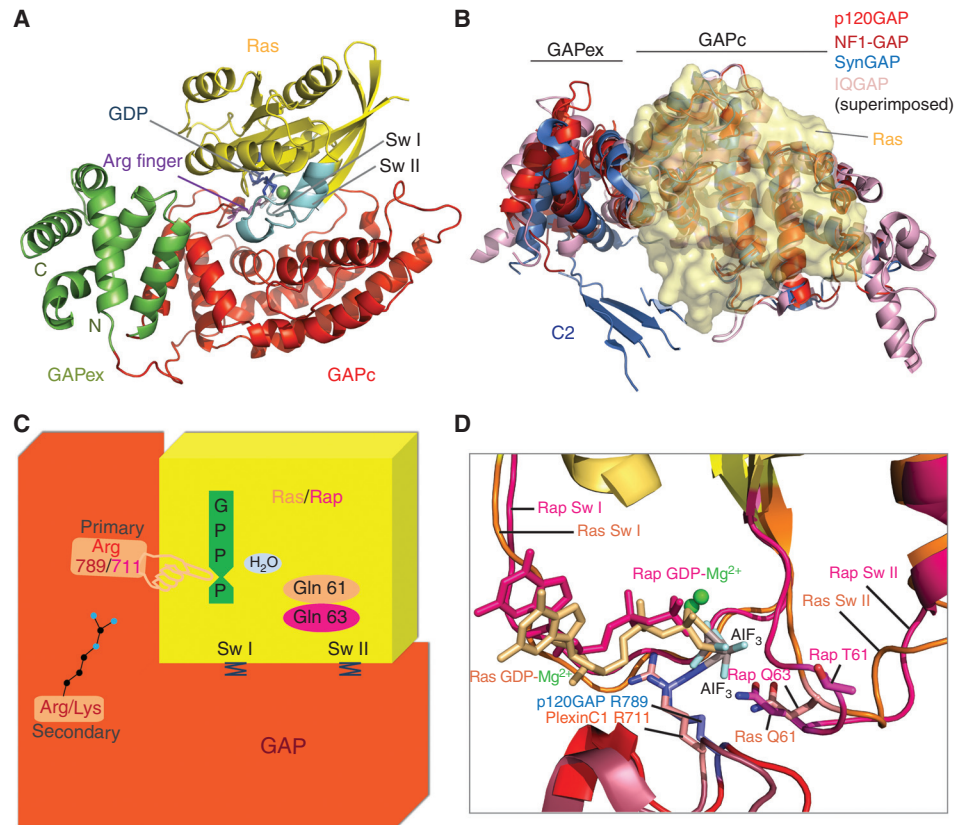 A
Ras
GDP
Arg finger
Sw I
Sw II
C
N
GAPex
GAPc
B
GAPex
GAPc
p120GAP
NF1-GAP
SynGAP
IQGAP
(superimposed)
Ras
C2
C
Ras/Rap
Primary
Arg
789/711
G
P
P
P
H₂O
Gln 61
Gln 63
Sw I
Sw II
Arg/Lys
Secondary
GAP
D
Rap Sw I
Ras Sw I
Rap GDP-Mg²⁺
Rap Sw II
Ras Sw II
AlF₃
Rap T61
Ras GDP-Mg²⁺
AlF₃
Rap Q63
p120GAP R789
PlexinC1 R711
Ras Q61